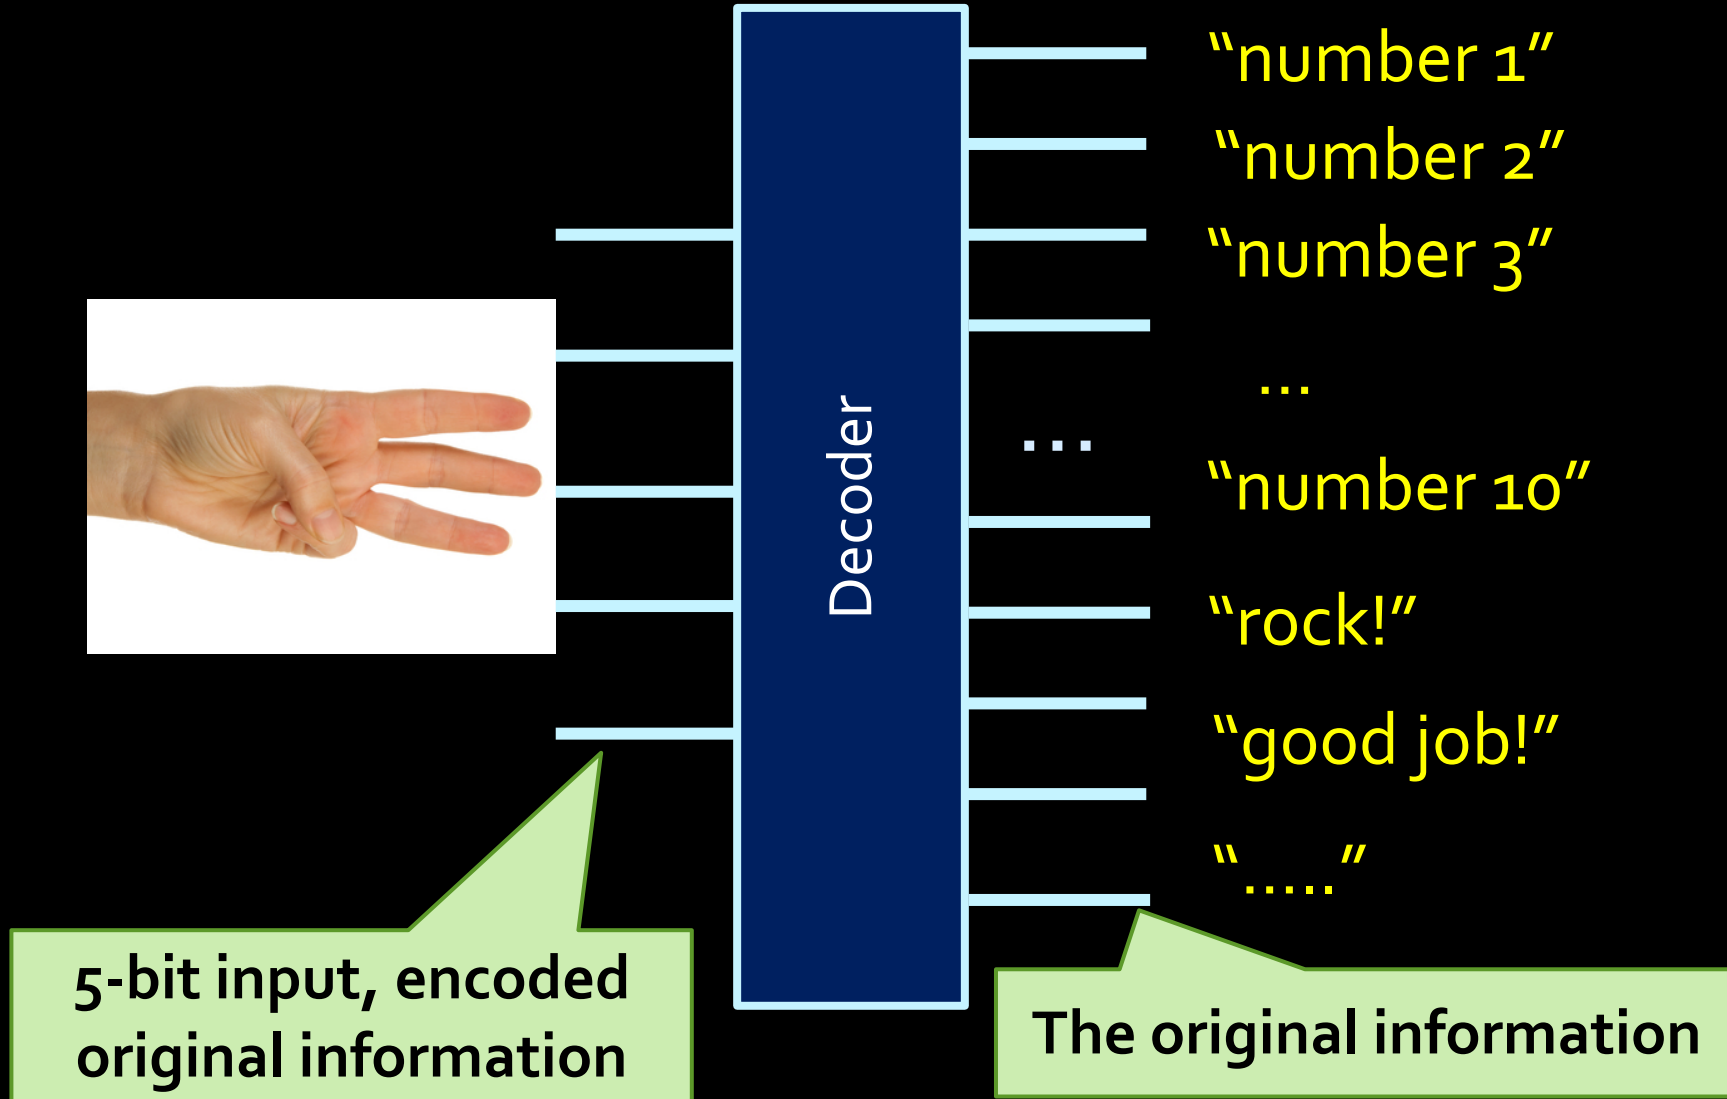 “number 1”
“number 2”
“number 3”
...
...
“number 10”
Decoder
“rock!”
“good job!”
“.....”
5-bit input, encoded
original information
The original information